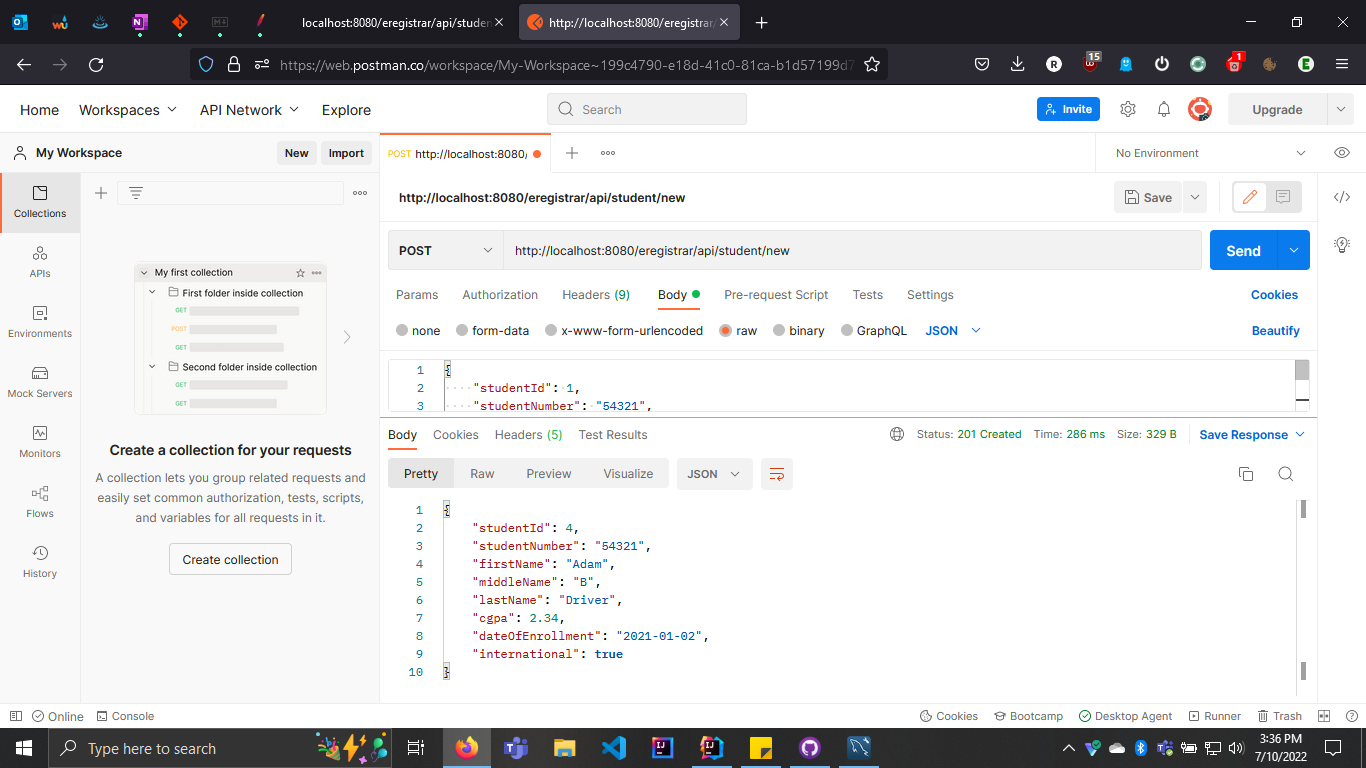 localhost:8080/eregistrar/api/studen
http://localhost:8080/eregistrar/
https://web.postman.co/workspace/My-Workspace~199c4790-e18d-41c0-81ca-b1d57199d7
15
1
Home Workspaces API Network Explore
Search
Invite
Upgrade
My Workspace
New
Import
POST http://localhost:8080/
No Environment
http://localhost:8080/eregistrar/api/student/new
Save
Collections
APIs
Environments
Mock Servers
Monitors
Flows
History
My first collection
First folder inside collection
GET
POST
GET
Second folder inside collection
GET
GET
Create a collection for your requests
A collection lets you group related requests and
easily set common authorization, tests, scripts,
and variables for all requests in it.
Create collection
POST
http://localhost:8080/eregistrar/api/student/new
Send
Params Authorization Headers (9) Body Pre-request Script Tests Settings
Cookies
none form-data x-www-form-urlencoded raw binary GraphQL JSON
Beautify
1 {
2 "studentId": 1,
3 "studentNumber": "54321",
Body Cookies Headers (5) Test Results
Status: 201 Created Time: 286 ms Size: 329 B
Save Response
Pretty Raw Preview Visualize
JSON
1 {
2 "studentId": 4,
3 "studentNumber": "54321",
4 "firstName": "Adam",
5 "middleName": "B",
6 "lastName": "Driver",
7 "cgpa": 2.34,
8 "dateOfEnrollment": "2021-01-02",
9 "international": true
10 }
Online Console
Cookies Bootcamp Desktop Agent Runner Trash
Type here to search
3:36 PM
7/10/2022